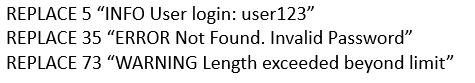 REPLACE 5 “INFO User login: user123”
REPLACE 35 “ERROR Not Found. Invalid Password”
REPLACE 73 “WARNING Length exceeded beyond limit”